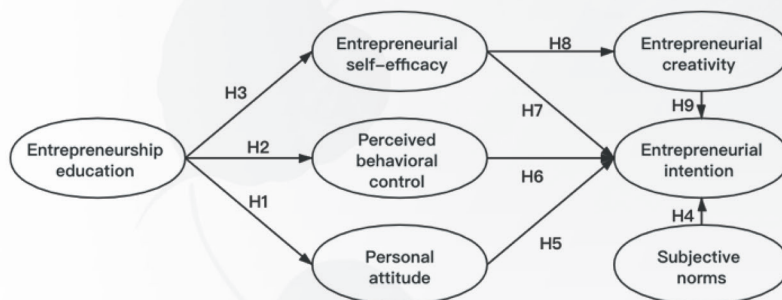 Entrepreneurial
self-efficacy
H8
Entrepreneurial
creativity
H3
H7
H9
Entrepreneurship
education
H2
Perceived
behavioral
control
H6
Entrepreneurial
intention
H1
H5
H4
Personal
attitude
Subjective
norms